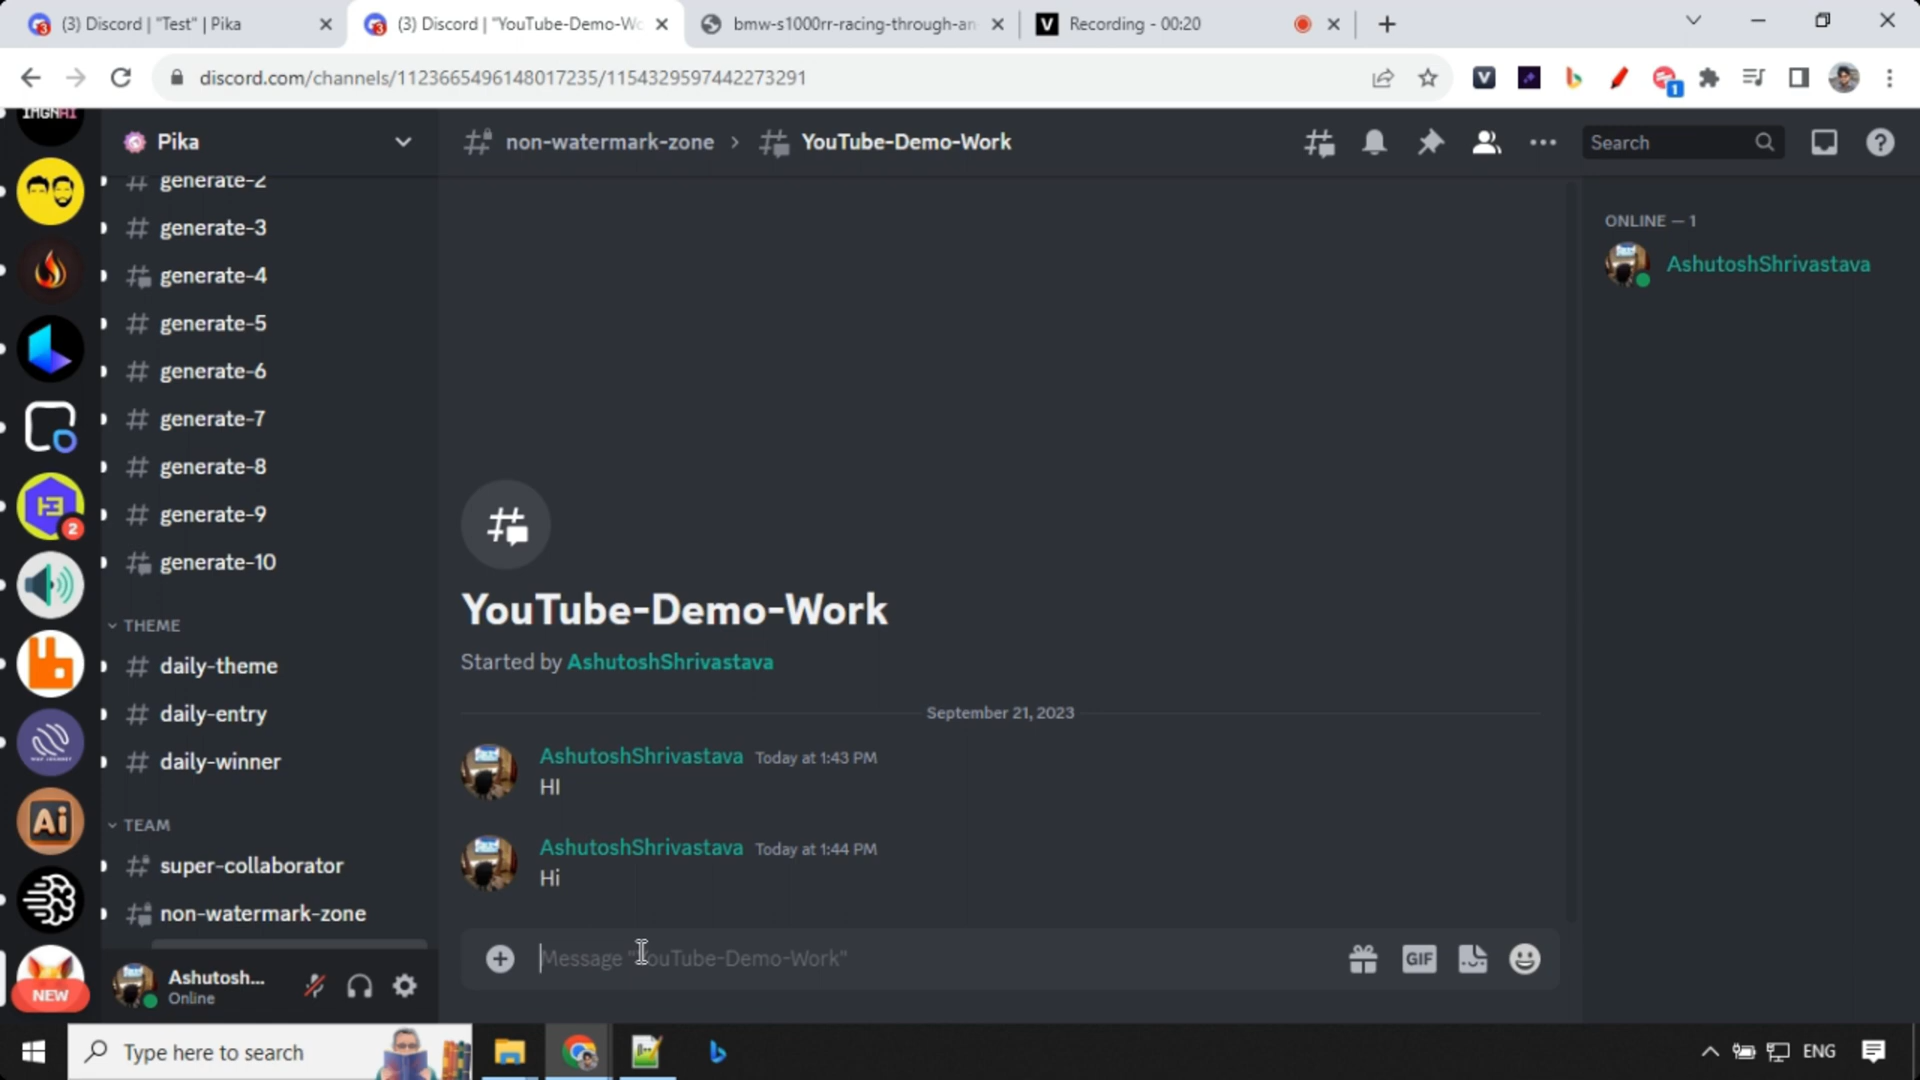 (3) Discord | "Test" | Pika
(3) Discord | "YouTube-Demo-Wo
bmw-s1000rr-racing-through-an
V
Recording - 00:20
discord.com/channels/1123665496148017235/1154329597442273291
1
IMGNAI
Pika
non-watermark-zone
YouTube-Demo-Work
Search
generate-2
generate-3
generate-4
generate-5
generate-6
generate-7
generate-8
generate-9
generate-10
THEME
daily-theme
daily-entry
daily-winner
TEAM
super-collaborator
non-watermark-zone
2
Ai
NEW
Ashutosh...
Online
YouTube-Demo-Work
Started by AshutoshShrivastava
September 21, 2023
AshutoshShrivastava Today at 1:43 PM
HI
AshutoshShrivastava Today at 1:44 PM
Hi
Message "YouTube-Demo-Work"
GIF
ONLINE — 1
AshutoshShrivastava
Type here to search
ENG